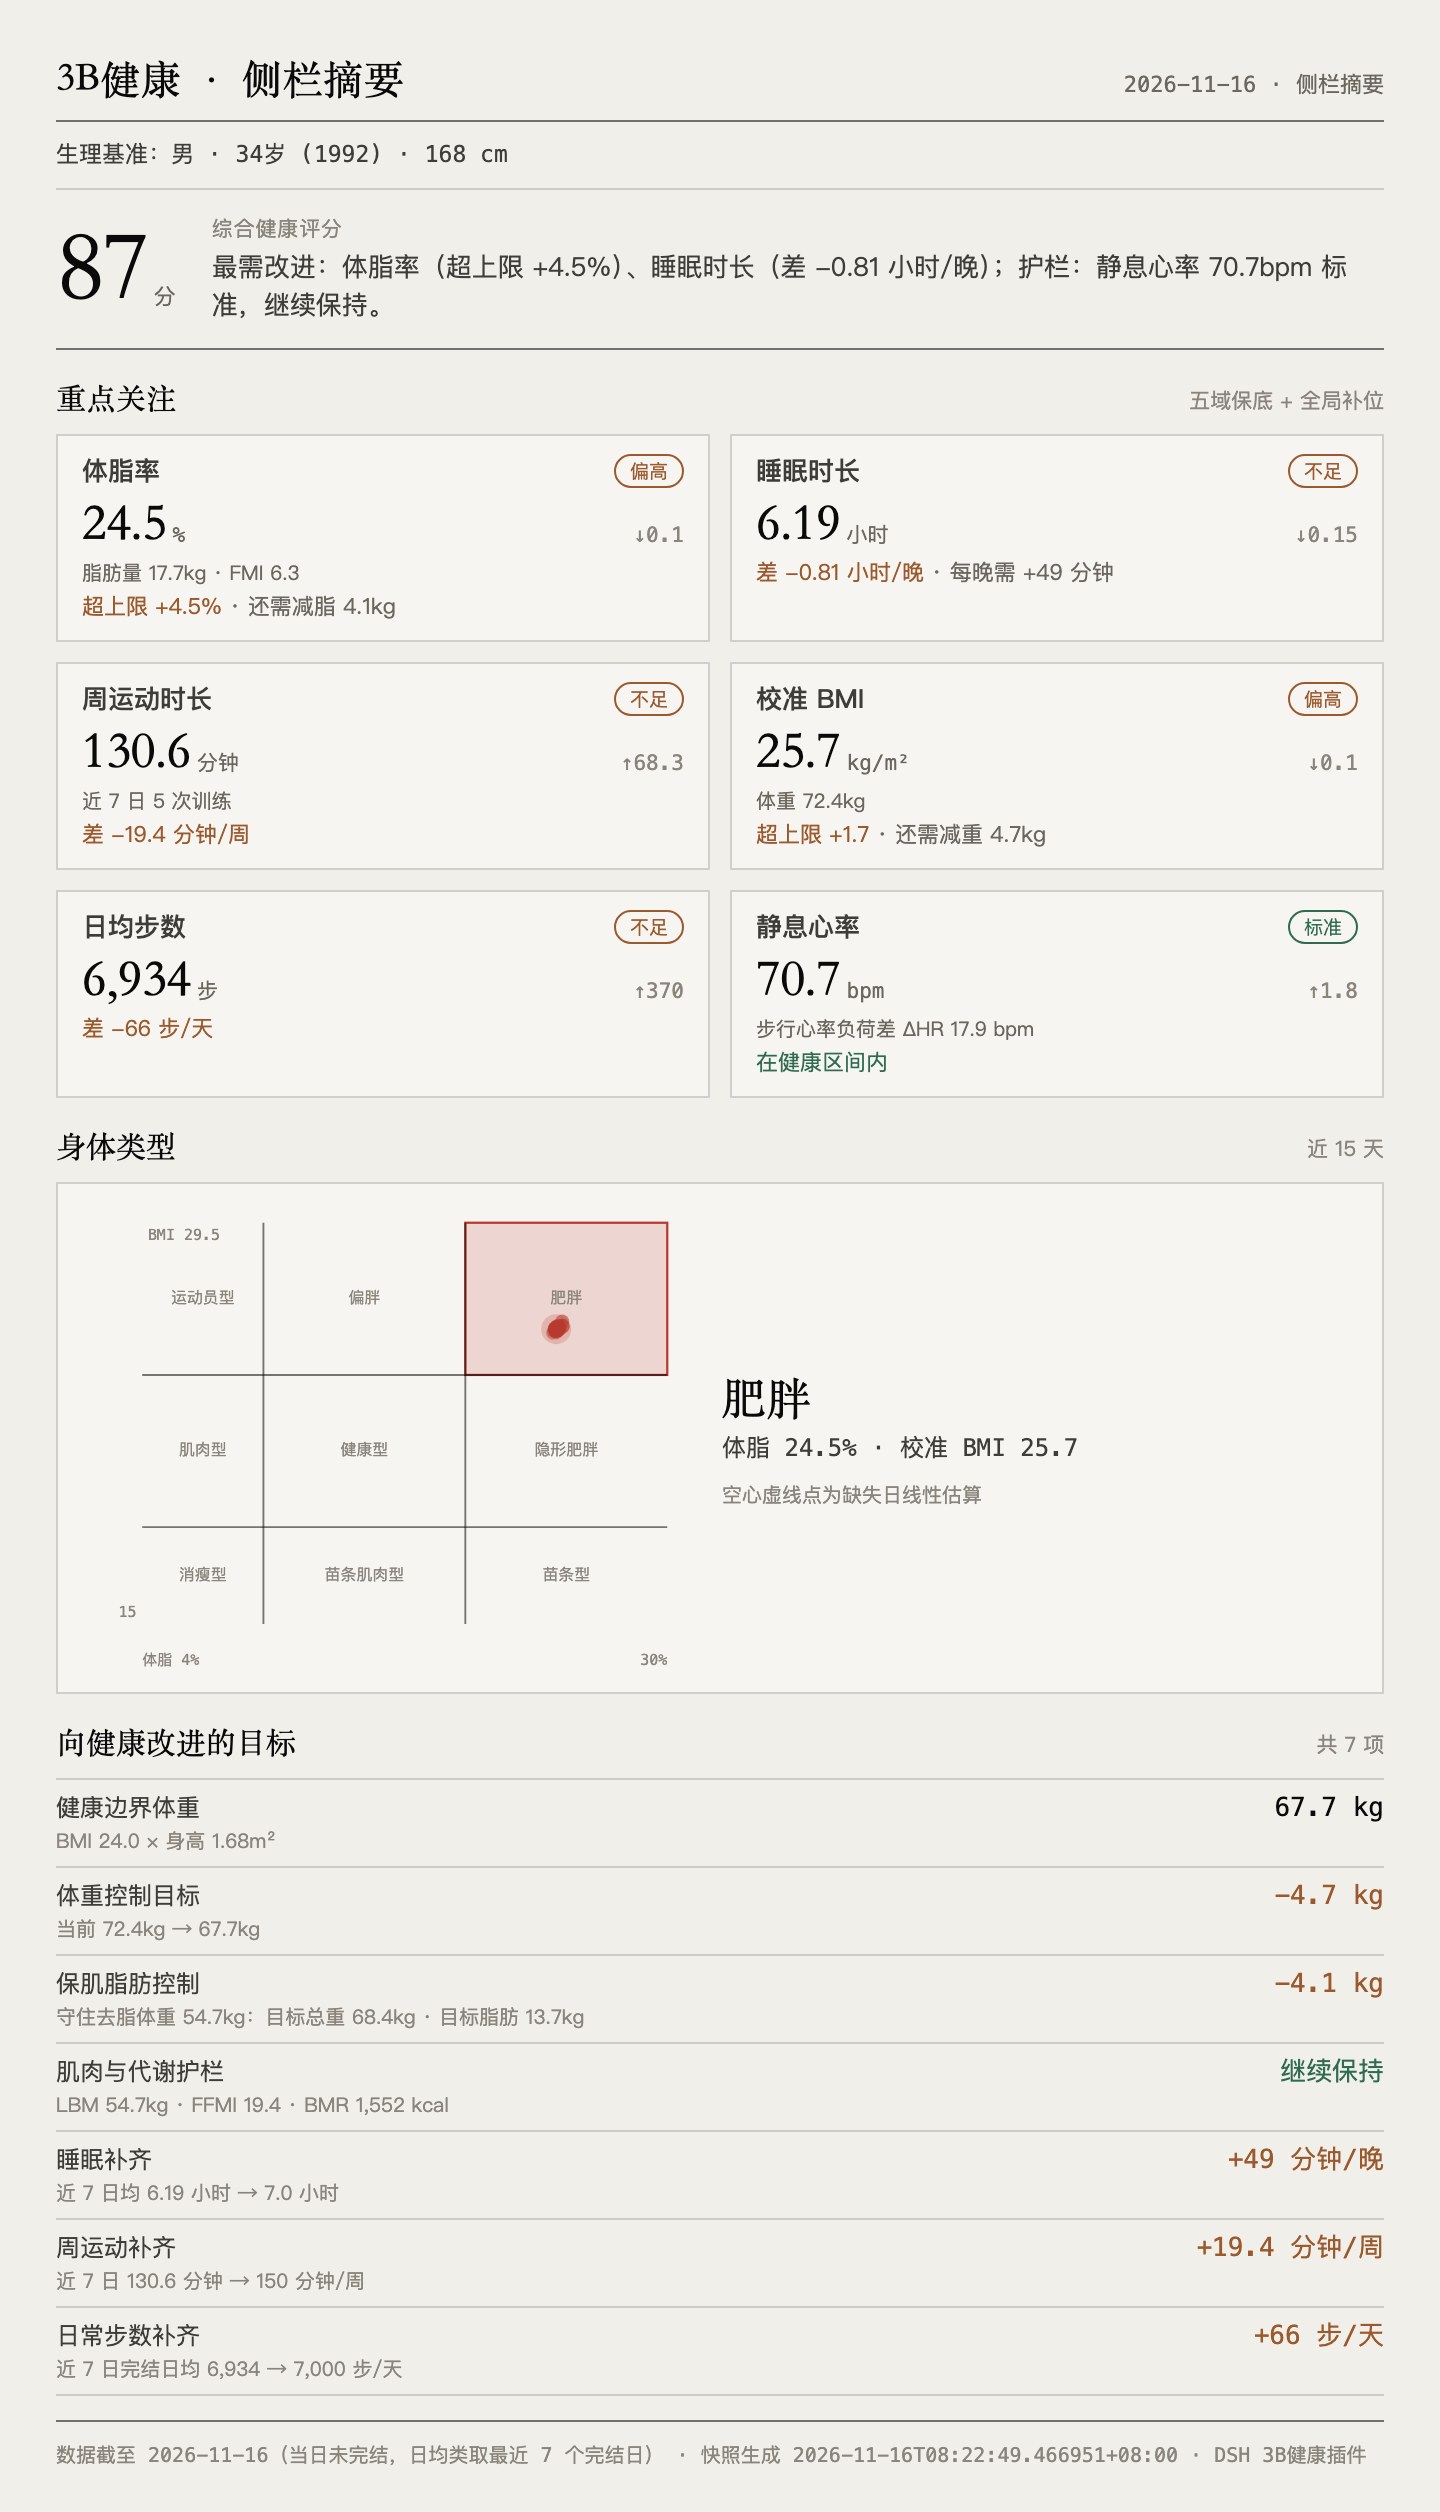 3B健康 · 侧栏摘要
2026-11-16 · 侧栏摘要
生理基准：男 · 34岁 (1992) · 168 cm
87 分
综合健康评分
最需改进：体脂率（超上限 +4.5%）、睡眠时长（差 −0.81 小时/晚）；护栏：静息心率 70.7bpm 标
准，继续保持。
重点关注
五域保底 + 全局补位
体脂率
偏高
24.5 %
↓0.1
脂肪量 17.7kg · FMI 6.3
超上限 +4.5% · 还需减脂 4.1kg
睡眠时长
不足
6.19 小时
↓0.15
差 −0.81 小时/晚 · 每晚需 +49 分钟
周运动时长
不足
130.6 分钟
↑68.3
近 7 日 5 次训练
差 −19.4 分钟/周
校准 BMI
偏高
25.7 kg/m²
↓0.1
体重 72.4kg
超上限 +1.7 · 还需减重 4.7kg
日均步数
不足
6,934 步
↑370
差 −66 步/天
静息心率
标准
70.7 bpm
↑1.8
步行心率负荷差 ΔHR 17.9 bpm
在健康区间内
身体类型
近 15 天
BMI 29.5
运动员型
偏胖
肥胖
肌肉型
健康型
隐形肥胖
消瘦型
苗条肌肉型
苗条型
15
体脂 4%
30%
肥胖
体脂 24.5% · 校准 BMI 25.7
空心虚线点为缺失日线性估算
向健康改进的目标
共 7 项
健康边界体重
67.7 kg
BMI 24.0 × 身高 1.68m²
体重控制目标
−4.7 kg
当前 72.4kg → 67.7kg
保肌脂肪控制
−4.1 kg
守住去脂体重 54.7kg：目标总重 68.4kg · 目标脂肪 13.7kg
肌肉与代谢护栏
继续保持
LBM 54.7kg · FFMI 19.4 · BMR 1,552 kcal
睡眠补齐
+49 分钟/晚
近 7 日均 6.19 小时 → 7.0 小时
周运动补齐
+19.4 分钟/周
近 7 日 130.6 分钟 → 150 分钟/周
日常步数补齐
+66 步/天
近 7 日完结日均 6,934 → 7,000 步/天
数据截至 2026-11-16（当日未完结，日均类取最近 7 个完结日） · 快照生成 2026-11-16T08:22:49.466951+08:00 · DSH 3B健康插件